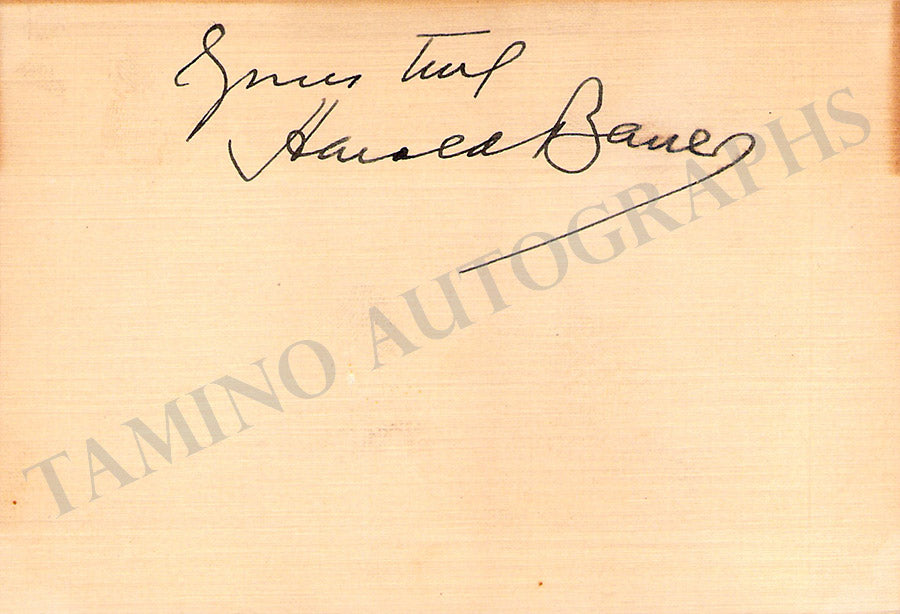 Yours truly
Harold Bauer
TAMINO AUTOGRAPHS